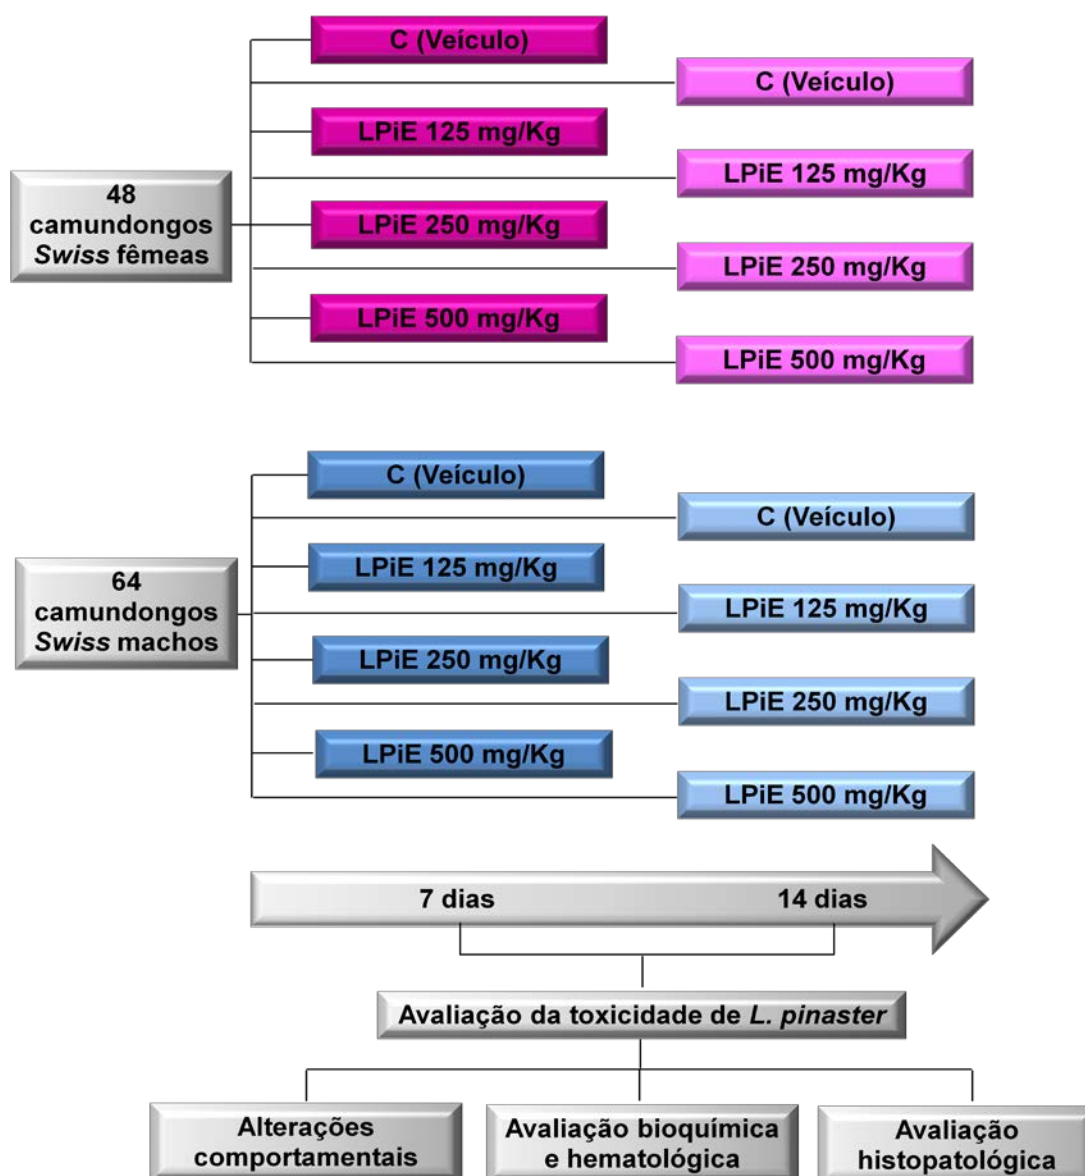 C (Veículo)
C (Veículo)
LPiE 125 mg/Kg
LPiE 125 mg/Kg
48
camundongos
Swiss fêmeas
LPiE 250 mg/Kg
LPiE 250 mg/Kg
LPiE 500 mg/Kg
LPiE 500 mg/Kg
C (Veículo)
C (Veículo)
LPiE 125 mg/Kg
LPiE 125 mg/Kg
64
camundongos
Swiss machos
LPiE 250 mg/Kg
LPiE 250 mg/Kg
LPiE 500 mg/Kg
LPiE 500 mg/Kg
7 dias
14 dias
Avaliação da toxicidade de L. pinaster
Alterações
comportamentais
Avaliação bioquímica
e hematológica
Avaliação
histopatológica